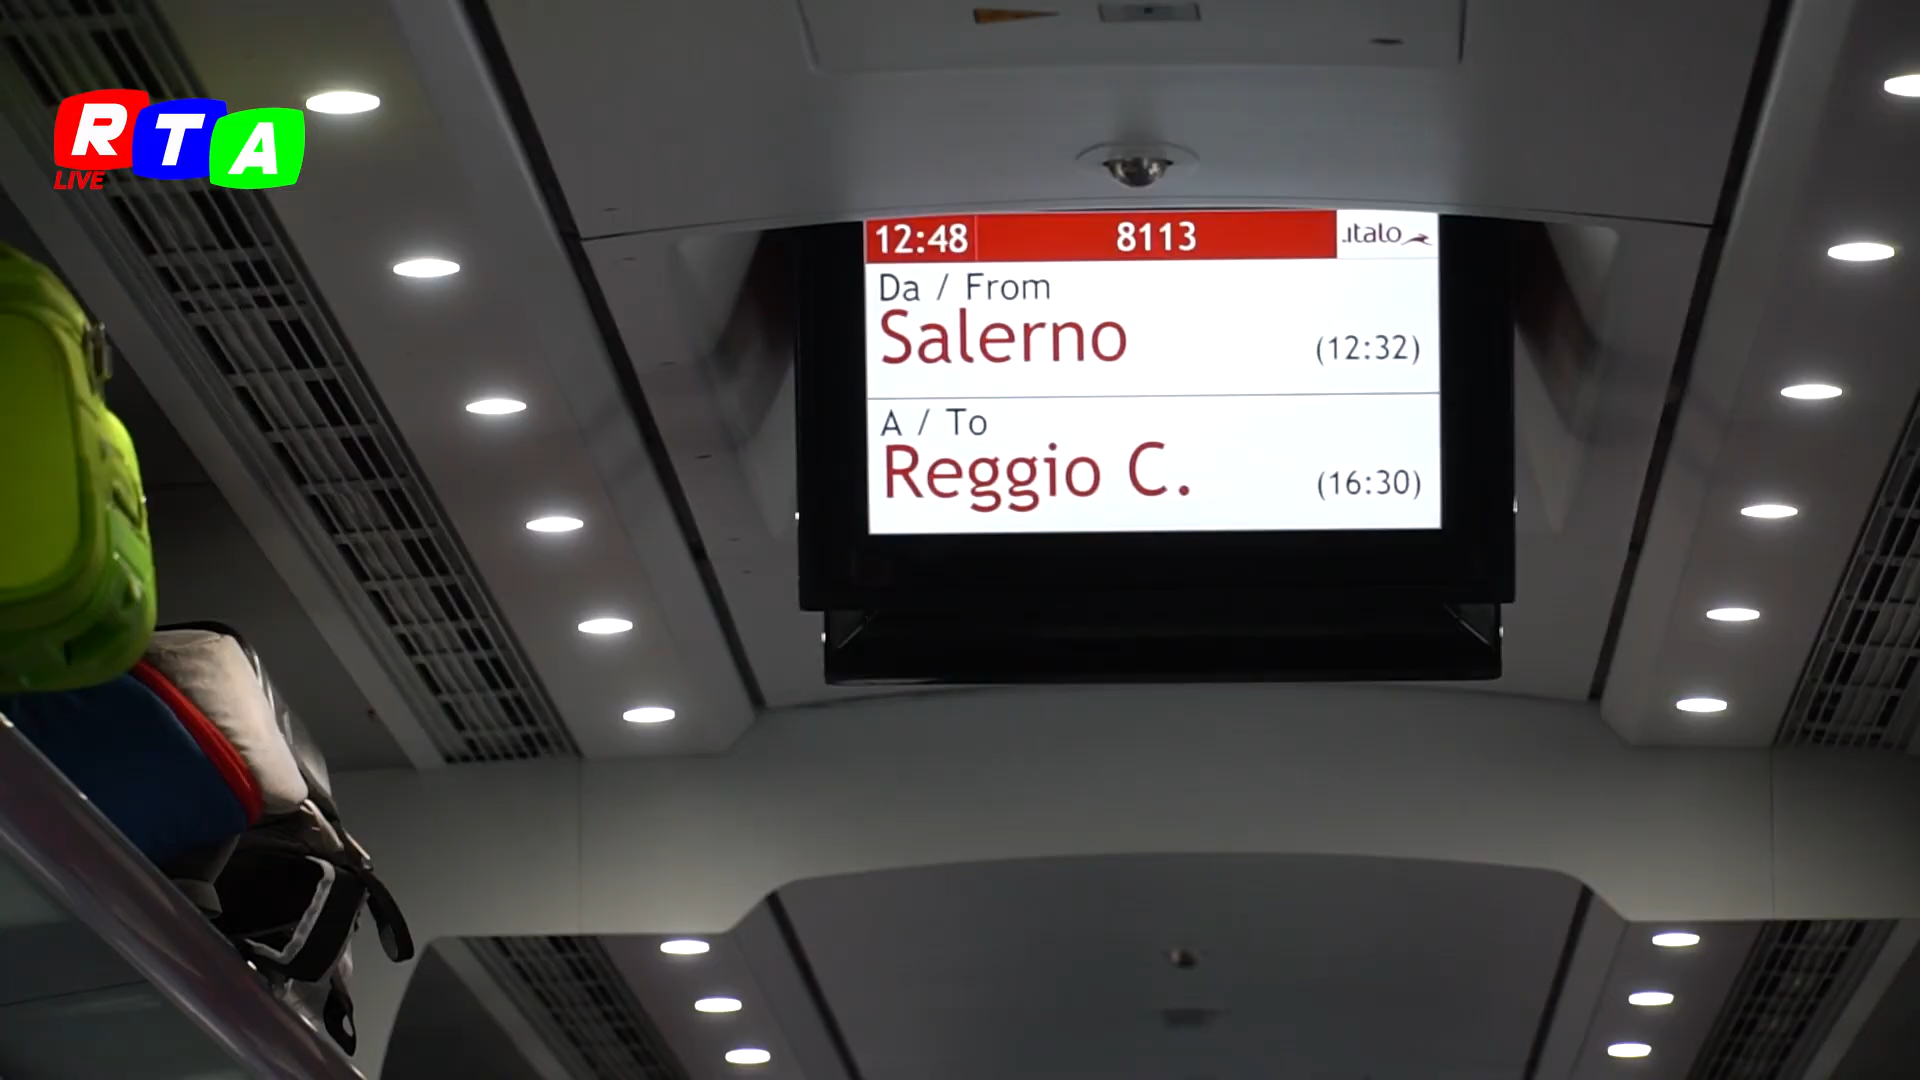 RTA
LIVE
12:48 8113 .italo
Da / From
Salerno (12:32)
A / To
Reggio C. (16:30)